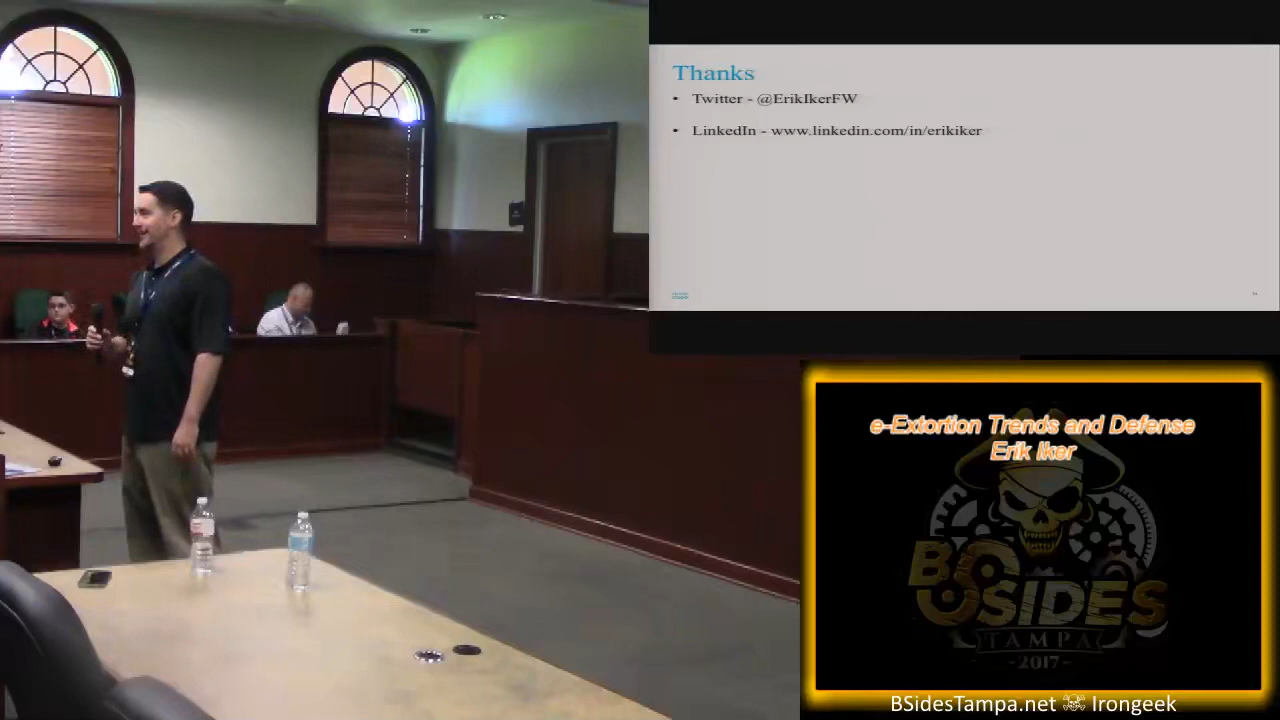 Thanks
• Twitter - @ErikIkerFW
• LinkedIn - www.linkedin.com/in/erikiker
e-Extortion Trends and Defense
Erik Iker
BSIDES
TAMPA
-2017-
BSidesTampa.net ☠ Irongeek